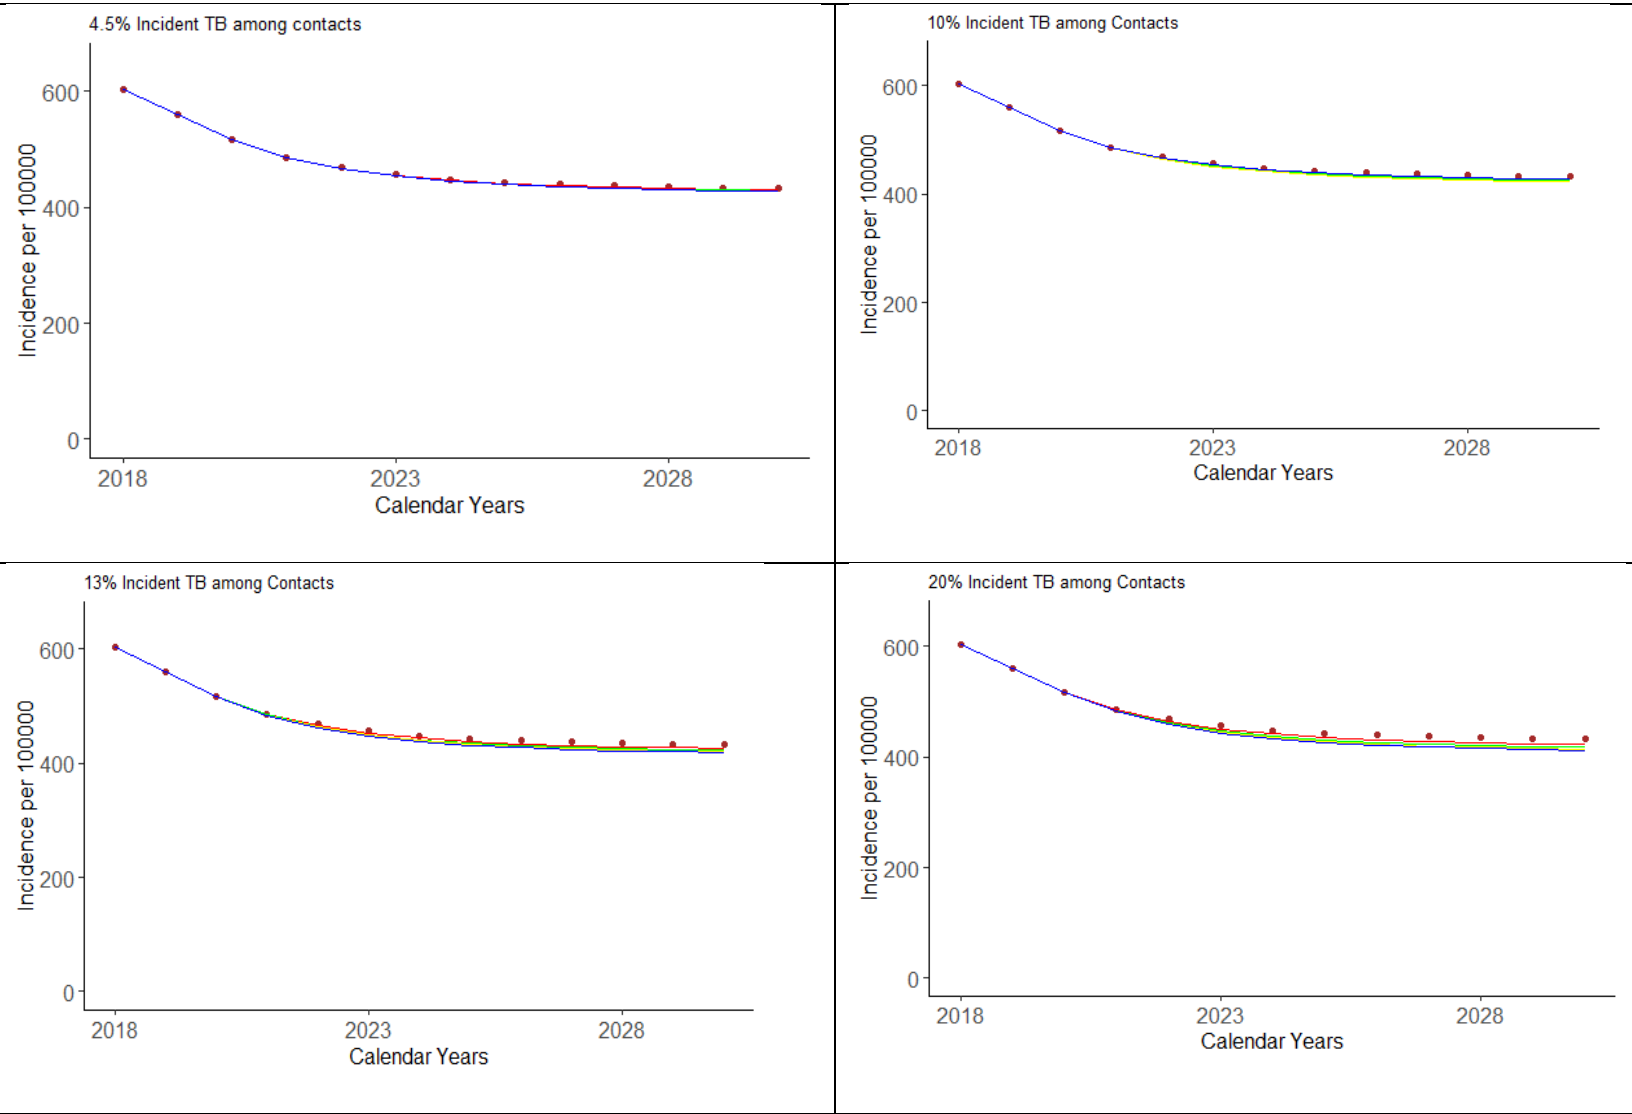 4.5% Incident TB among contacts
Incidence per 100000
600
400
200
0
2018 2023 2028
Calendar Years
10% Incident TB among Contacts
Incidence per 100000
600
400
200
0
2018 2023 2028
Calendar Years
13% Incident TB among Contacts
Incidence per 100000
600
400
200
0
2018 2023 2028
Calendar Years
20% Incident TB among Contacts
Incidence per 100000
600
400
200
0
2018 2023 2028
Calendar Years